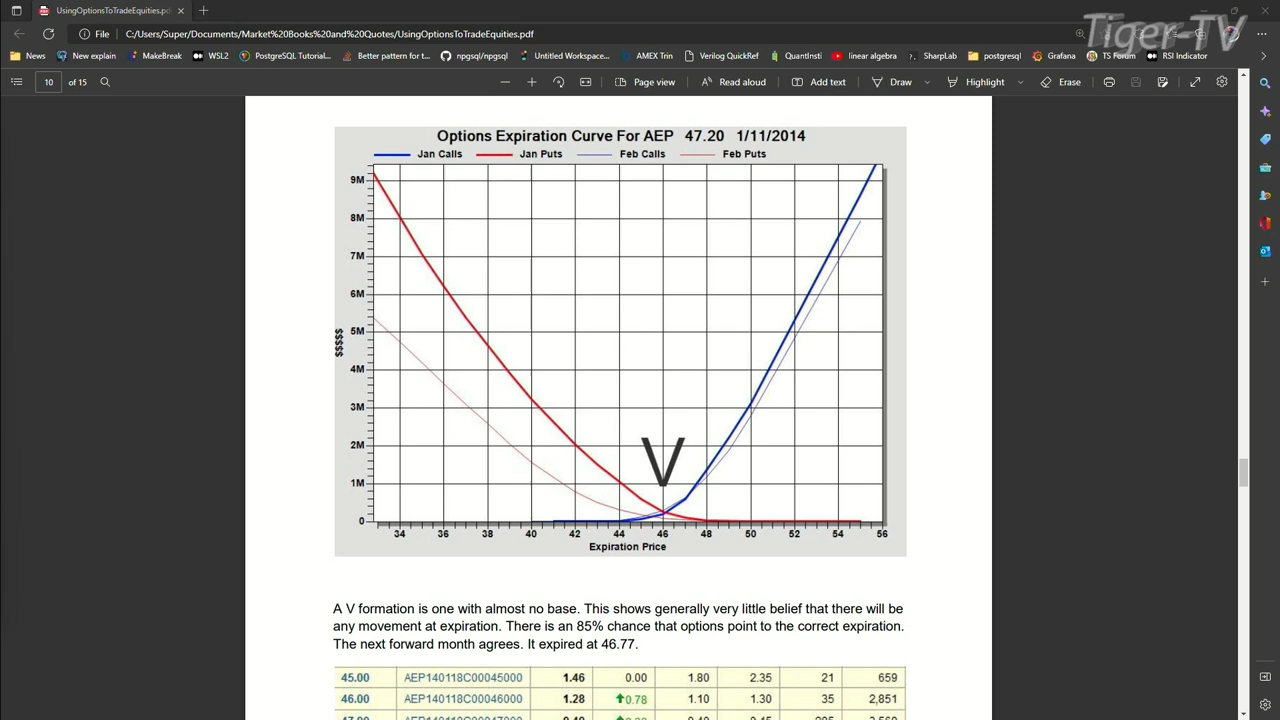 UsingOptionsToTradeEquities.pdf
Tiger-TV
File C:/Users/Super/Documents/Market%20Books%20and%20Quotes/UsingOptionsToTradeEquities.pdf
News New explain MakeBreak WSL2 PostgreSQL Tutorial... Better pattern for t... npgsql/npgsql Untitled Workspace... AMEX Trin Verilog QuickRef QuantInsti linear algebra SharpLab postgresql Grafana TS Forum RSI Indicator
10 of 15 Page view Read aloud Add text Draw Highlight Erase
Options Expiration Curve For AEP 47.20 1/11/2014
Jan Calls Jan Puts Feb Calls Feb Puts
9M
8M
7M
6M
5M
4M
3M
2M
1M
0
$$$$$
V
34 36 38 40 42 44 46 48 50 52 54 56
Expiration Price
A V formation is one with almost no base. This shows generally very little belief that there will be
any movement at expiration. There is an 85% chance that options point to the correct expiration.
The next forward month agrees. It expired at 46.77.
45.00 AEP140118C00045000 1.46 0.00 1.80 2.35 21 659
46.00 AEP140118C00046000 1.28 0.78 1.10 1.30 35 2,851